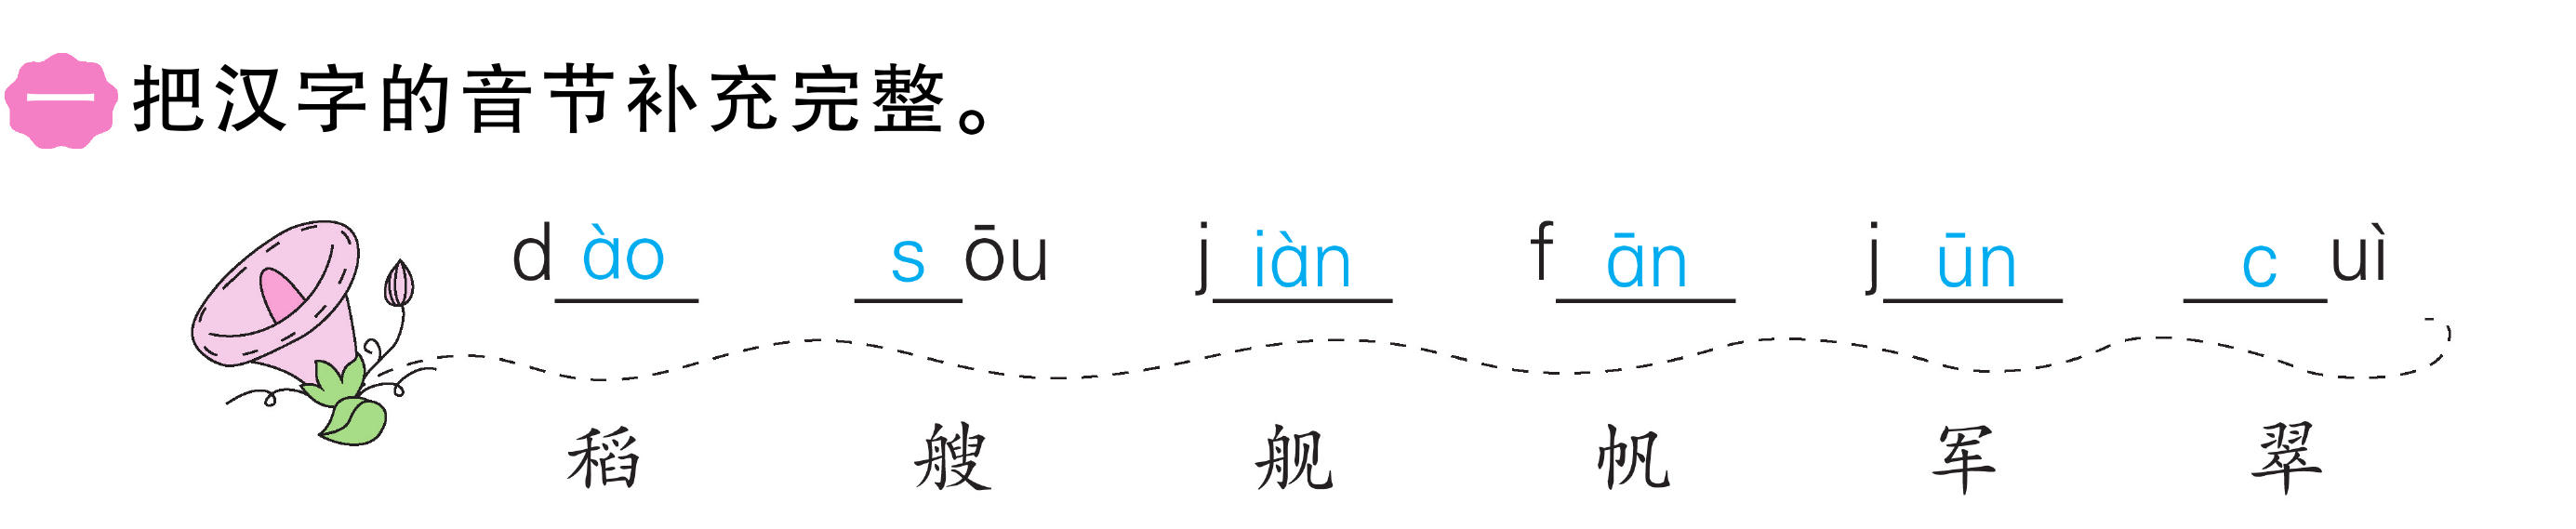 一 把汉字的音节补充完整。
dào sōu jiàn fān jūn cuì
稻 艘 舰 帆 军 翠